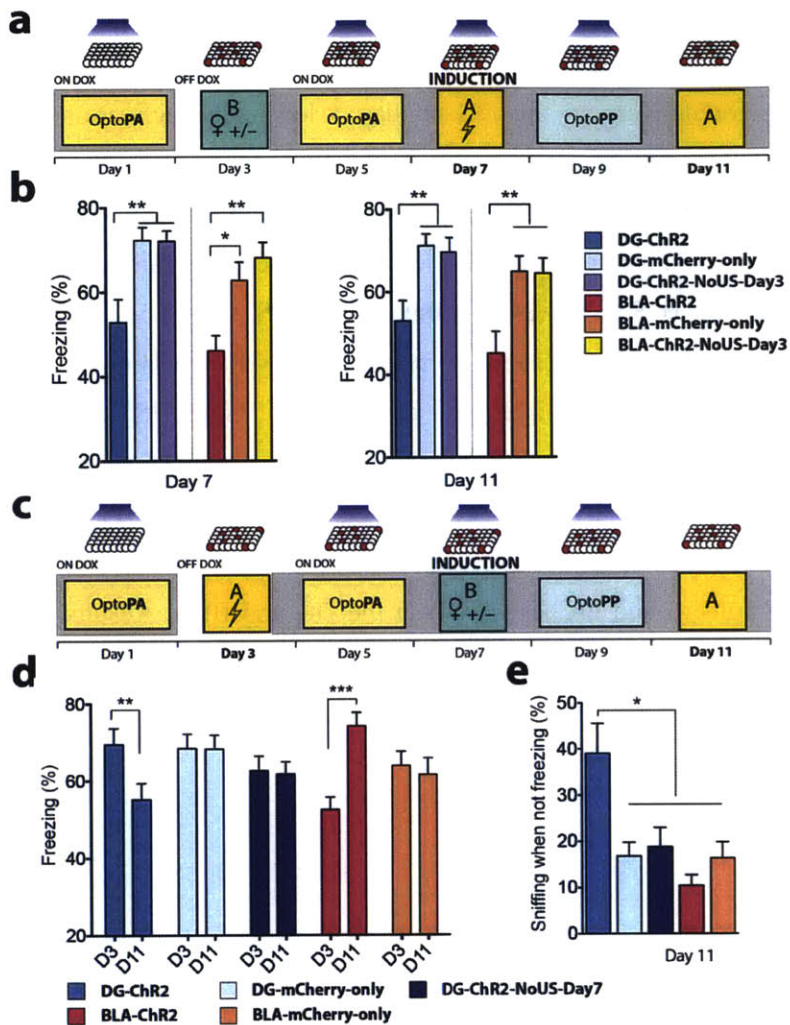 a
ON DOX OFF DOX ON DOX INDUCTION
OptoPA B ♀ +/− OptoPA A OptoPP A
Day 1 Day 3 Day 5 Day 7 Day 9 Day 11
b
** ** *
** **
Freezing (%)
80
60
40
20
Day 7
Freezing (%)
80
60
40
20
Day 11
DG-ChR2
DG-mCherry-only
DG-ChR2-NoUS-Day3
BLA-ChR2
BLA-mCherry-only
BLA-ChR2-NoUS-Day3
c
ON DOX OFF DOX ON DOX INDUCTION
OptoPA A OptoPA B ♀ +/− OptoPP A
Day 1 Day 3 Day 5 Day7 Day 9 Day 11
d
** ***
Freezing (%)
80
60
40
20
D3 D11 D3 D11 D3 D11 D3 D11 D3 D11
DG-ChR2 DG-mCherry-only DG-ChR2-NoUS-Day7
BLA-ChR2 BLA-mCherry-only
e
*
Sniffing when not freezing (%)
50
40
30
20
10
0
Day 11